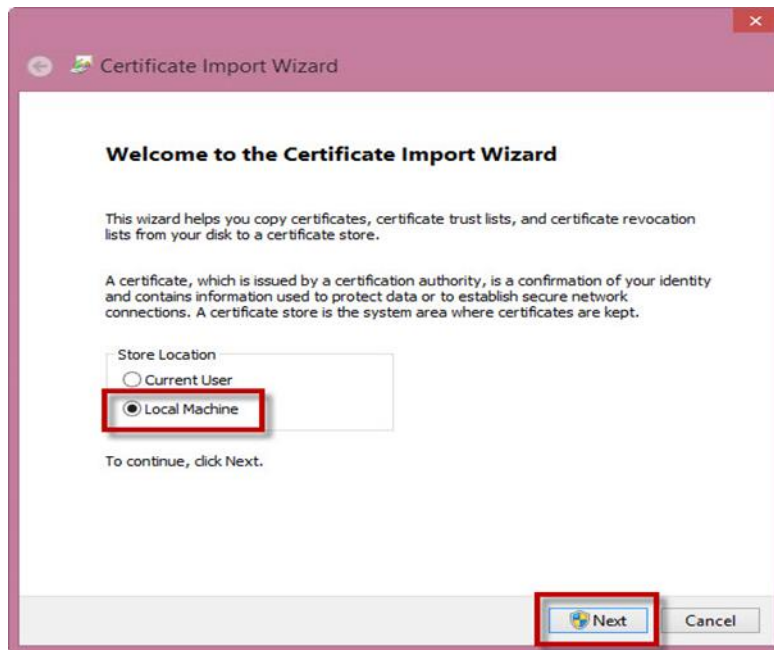 Certificate Import Wizard
Welcome to the Certificate Import Wizard
This wizard helps you copy certificates, certificate trust lists, and certificate revocation
lists from your disk to a certificate store.
A certificate, which is issued by a certification authority, is a confirmation of your identity
and contains information used to protect data or to establish secure network
connections. A certificate store is the system area where certificates are kept.
Store Location
Current User
Local Machine
To continue, click Next.
Next
Cancel